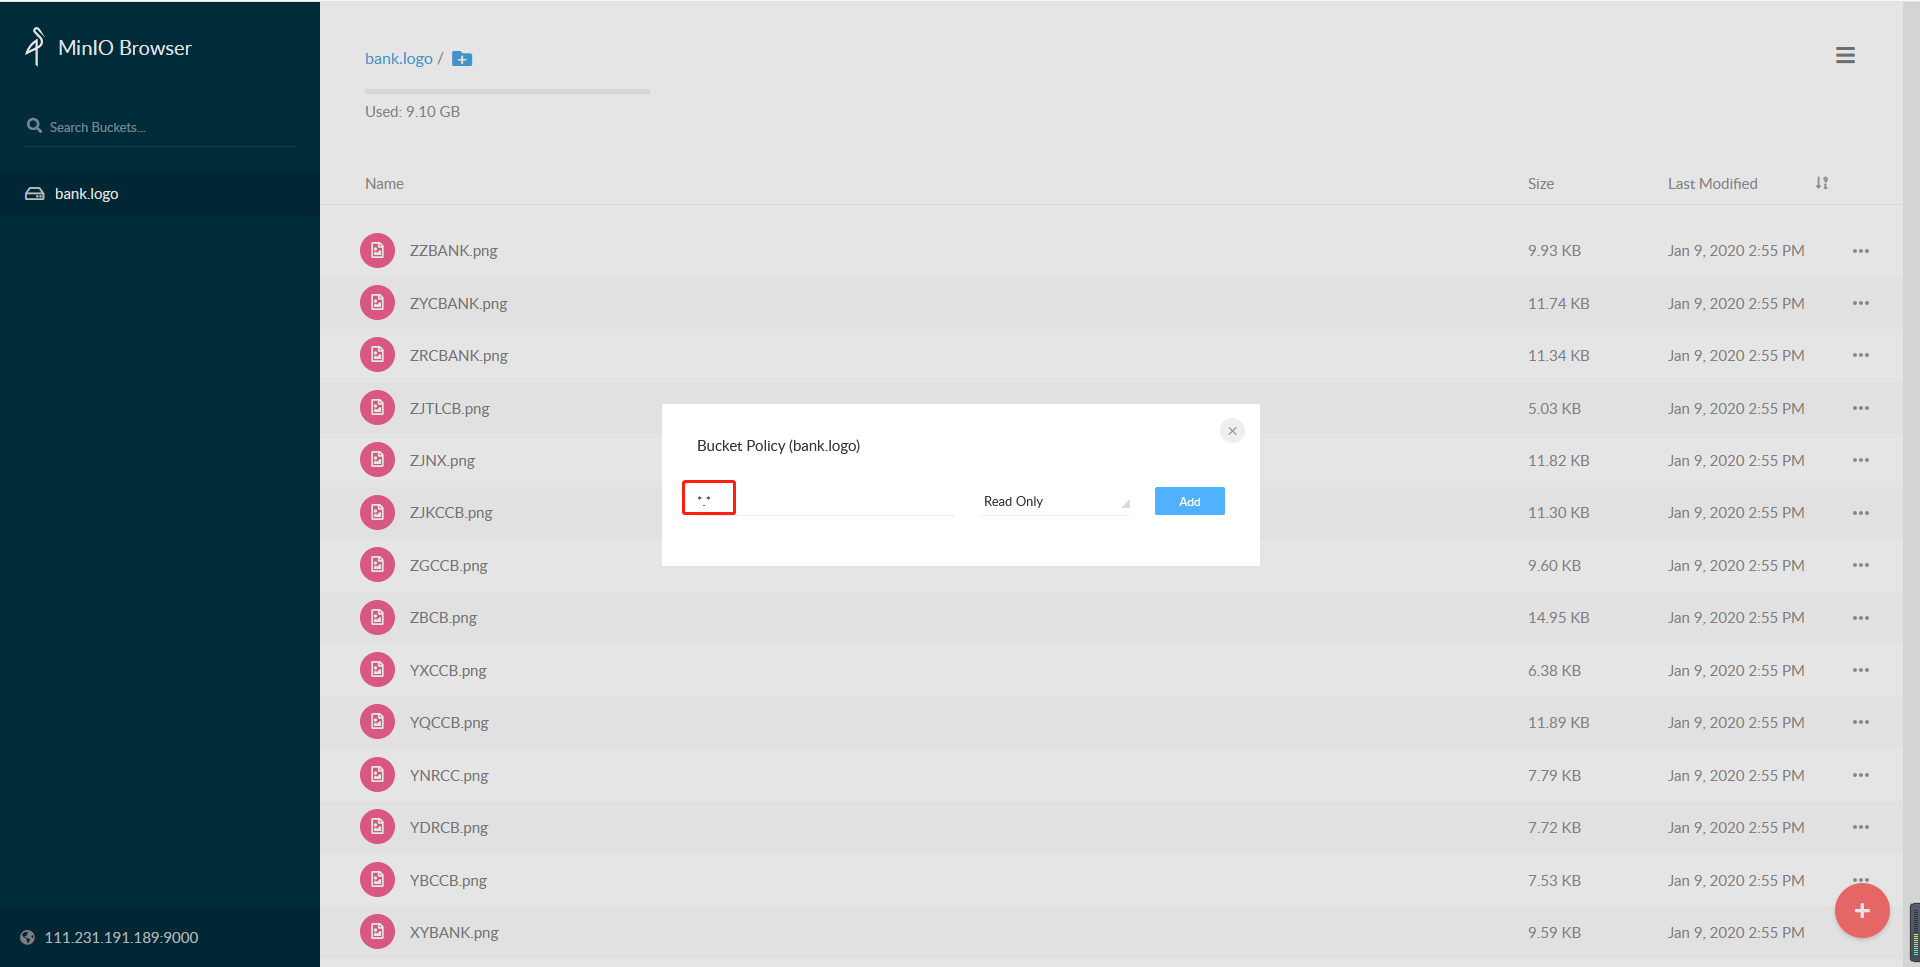 MinIO Browser
Search Buckets...
bank.logo
111.231.191.189:9000
bank.logo /
Used: 9.10 GB
Name Size Last Modified
ZZBANK.png 9.93 KB Jan 9, 2020 2:55 PM
ZYCBANK.png 11.74 KB Jan 9, 2020 2:55 PM
ZRCBANK.png 11.34 KB Jan 9, 2020 2:55 PM
ZJTLCB.png 5.03 KB Jan 9, 2020 2:55 PM
ZJNX.png 11.82 KB Jan 9, 2020 2:55 PM
ZJKCCB.png 11.30 KB Jan 9, 2020 2:55 PM
ZGCCB.png 9.60 KB Jan 9, 2020 2:55 PM
ZBCB.png 14.95 KB Jan 9, 2020 2:55 PM
YXCCB.png 6.38 KB Jan 9, 2020 2:55 PM
YQCCB.png 11.89 KB Jan 9, 2020 2:55 PM
YNRCC.png 7.79 KB Jan 9, 2020 2:55 PM
YDRCB.png 7.72 KB Jan 9, 2020 2:55 PM
YBCCB.png 7.53 KB Jan 9, 2020 2:55 PM
XYBANK.png 9.59 KB Jan 9, 2020 2:55 PM
Bucket Policy (bank.logo)
*.* Read Only Add